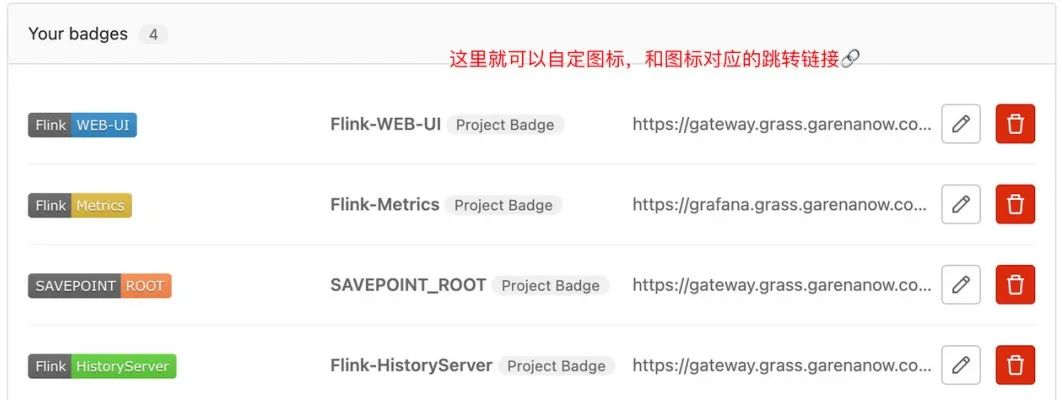 Your badges 4
这里就可以自定图标，和图标对应的跳转链接🔗
Flink WEB-UI Flink-WEB-UI Project Badge https://gateway.grass.garenanow.co...
Flink Metrics Flink-Metrics Project Badge https://grafana.grass.garenanow.co...
SAVEPOINT ROOT SAVEPOINT_ROOT Project Badge https://gateway.grass.garenanow.co...
Flink HistoryServer Flink-HistoryServer Project Badge https://gateway.grass.garenanow.co...